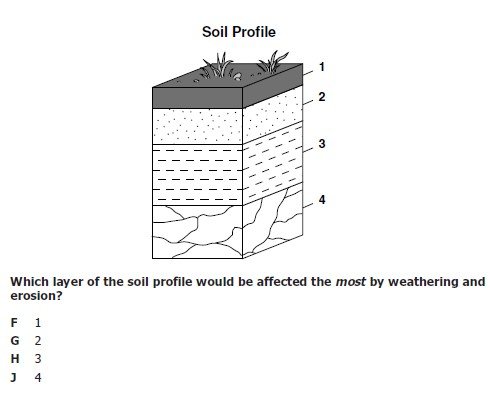 Soil Profile
1
2
3
4
Which layer of the soil profile would be affected the most by weathering and
erosion?
F 1
G 2
H 3
J 4